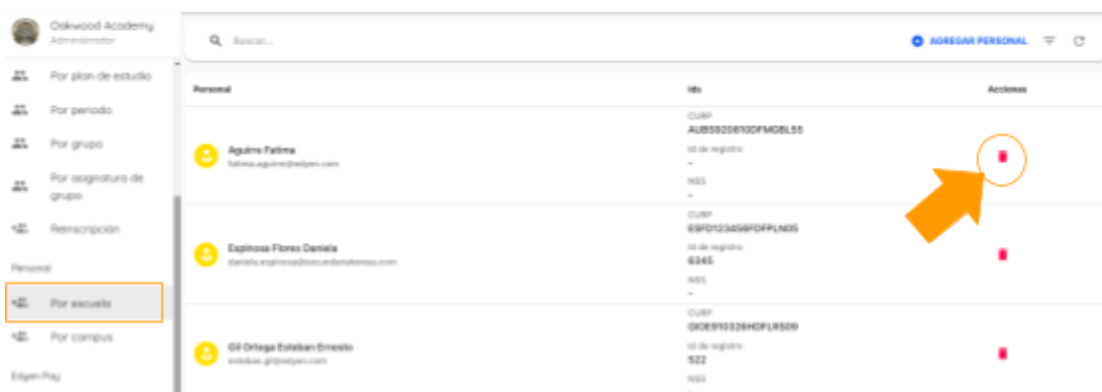 Oakwood Academy
Administrador
Por plan de estudio
Por periodo
Por grupo
Por asignatura de
grupo
Reinscripción
Personal
Por escuela
Por campus
Edyen Pay
Buscar...
AGREGAR PERSONAL
Personal
Ids
Acciones
Aguirre Fatima
fatima.aguirre@edyen.com
CURP
Id de registro
–
NSS
–
Espinosa Flores Daniela
CURP
Id de registro
6345
NSS
–
Gil Ortega Esteban Ernesto
esteban.gil@edyen.com
CURP
Id de registro
522
NSS